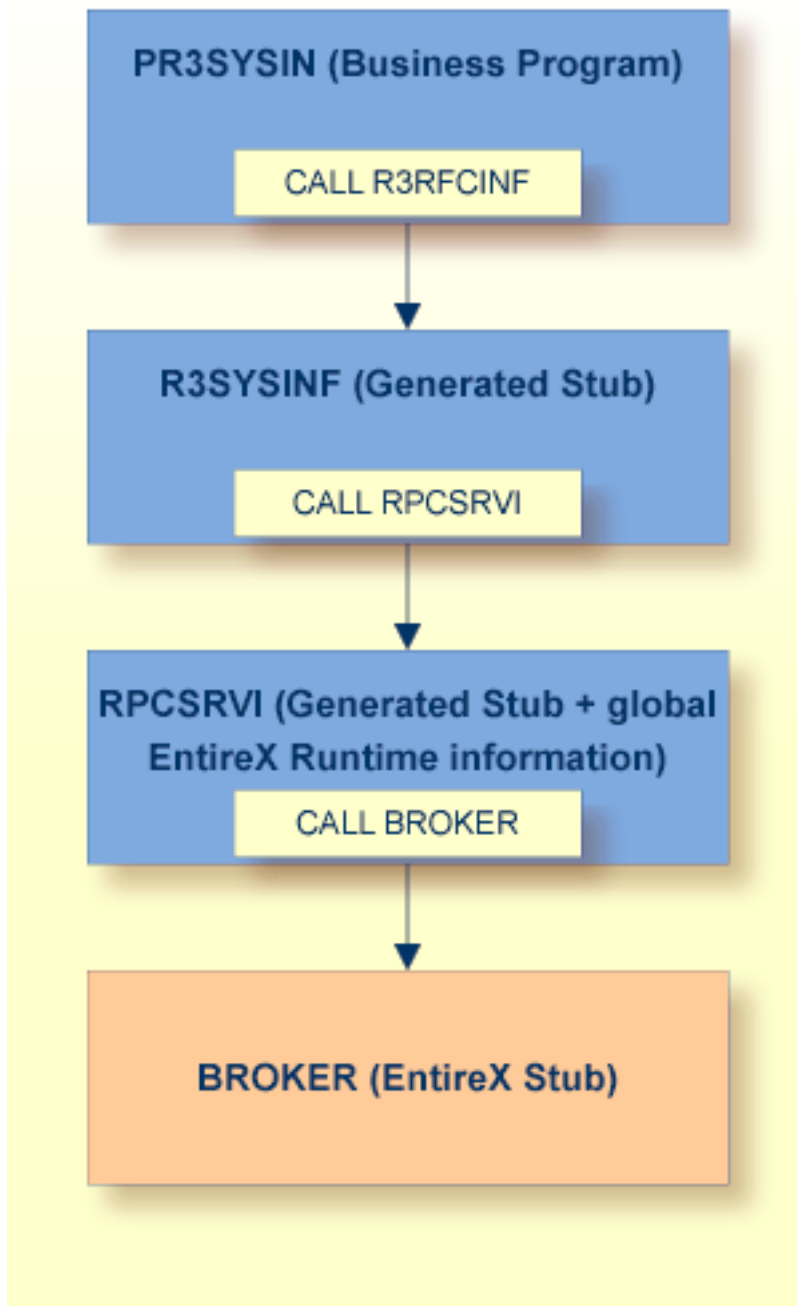 PR3SYSIN (Business Program)
CALL R3RFCINF
R3SYSINF (Generated Stub)
CALL RPCSRVI
RPCSRVI (Generated Stub + global
EntireX Runtime information)
CALL BROKER
BROKER (EntireX Stub)